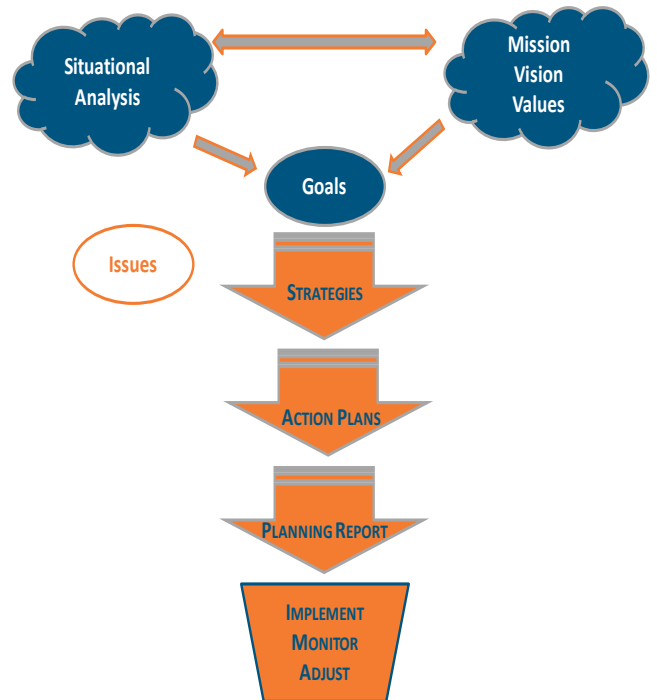 Situational
Analysis
Mission
Vision
Values
Goals
Issues
STRATEGIES
ACTION PLANS
PLANNING REPORT
IMPLEMENT
MONITOR
ADJUST